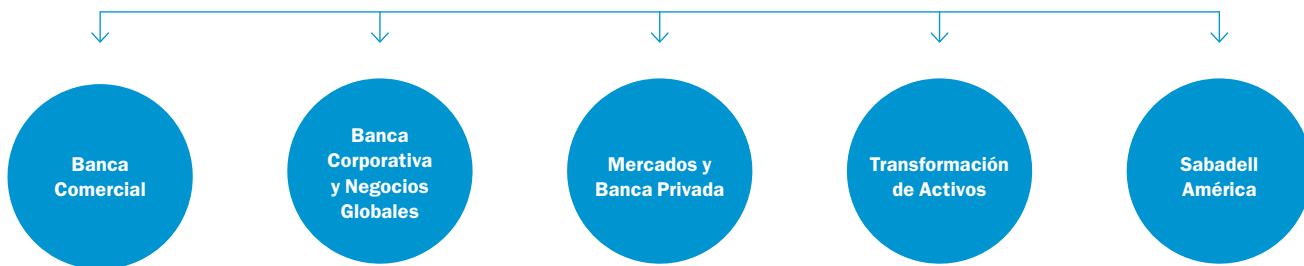 Banca
Comercial
Banca
Corporativa
y Negocios
Globales
Mercados y
Banca Privada
Transformación
de Activos
Sabadell
América